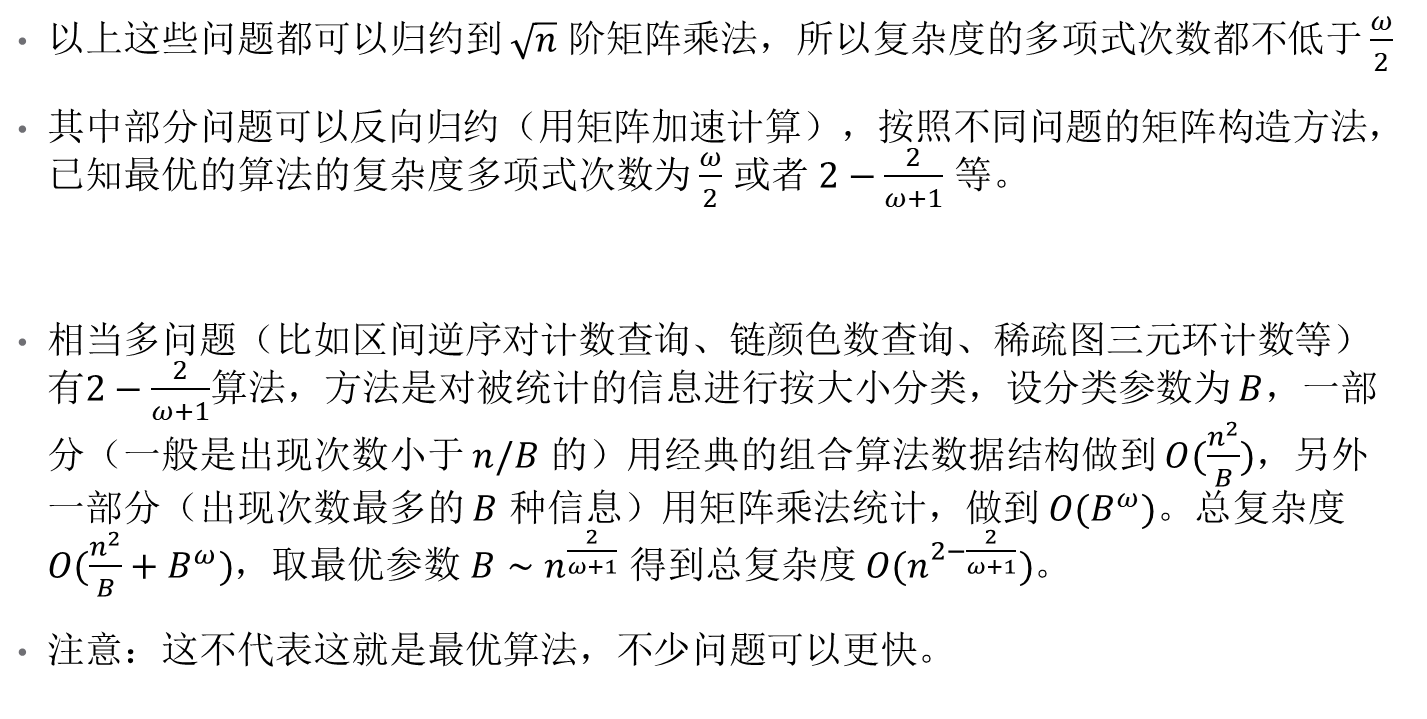 • 以上这些问题都可以归约到 √n 阶矩阵乘法，所以复杂度的多项式次数都不低于 ω/2
• 其中部分问题可以反向归约（用矩阵加速计算），按照不同问题的矩阵构造方法，
已知最优的算法的复杂度多项式次数为 ω/2 或者 2 − 2/(ω+1) 等。
• 相当多问题（比如区间逆序对计数查询、链颜色数查询、稀疏图三元环计数等）
有2 − 2/(ω+1)算法，方法是对被统计的信息进行按大小分类，设分类参数为 B，一部
分（一般是出现次数小于 n/B 的）用经典的组合算法数据结构做到 O(n²/B)，另外
一部分（出现次数最多的 B 种信息）用矩阵乘法统计，做到 O(B^ω)。总复杂度
O(n²/B + B^ω)，取最优参数 B ~ n^(2/(ω+1)) 得到总复杂度 O(n^(2−2/(ω+1)))。
• 注意：这不代表这就是最优算法，不少问题可以更快。